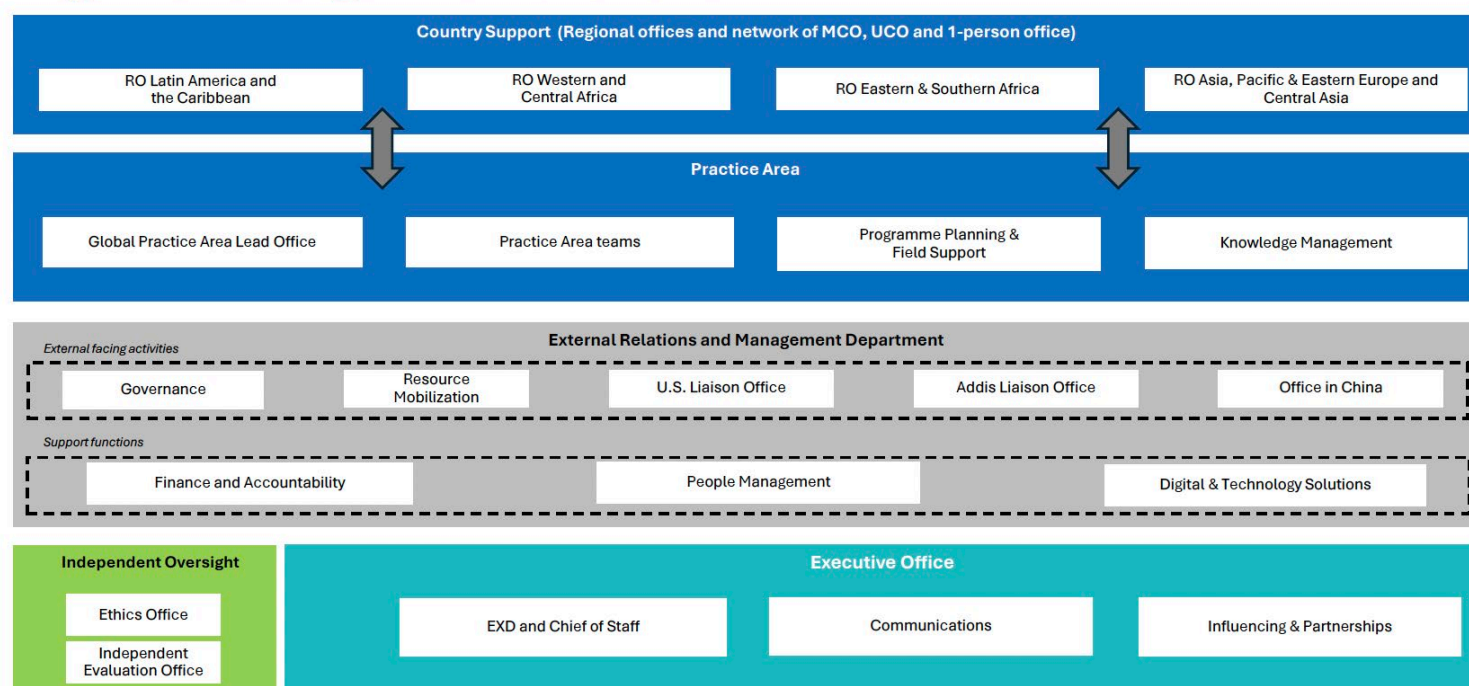 Country Support (Regional offices and network of MCO, UCO and 1-person office)
RO Latin America and
the Caribbean
RO Western and
Central Africa
RO Eastern & Southern Africa
RO Asia, Pacific & Eastern Europe and
Central Asia
Practice Area
Global Practice Area Lead Office
Practice Area teams
Programme Planning &
Field Support
Knowledge Management
External Relations and Management Department
External facing activities
Governance
Resource
Mobilization
U.S. Liaison Office
Addis Liaison Office
Office in China
Support functions
Finance and Accountability
People Management
Digital & Technology Solutions
Independent Oversight
Ethics Office
Independent
Evaluation Office
Executive Office
EXD and Chief of Staff
Communications
Influencing & Partnerships